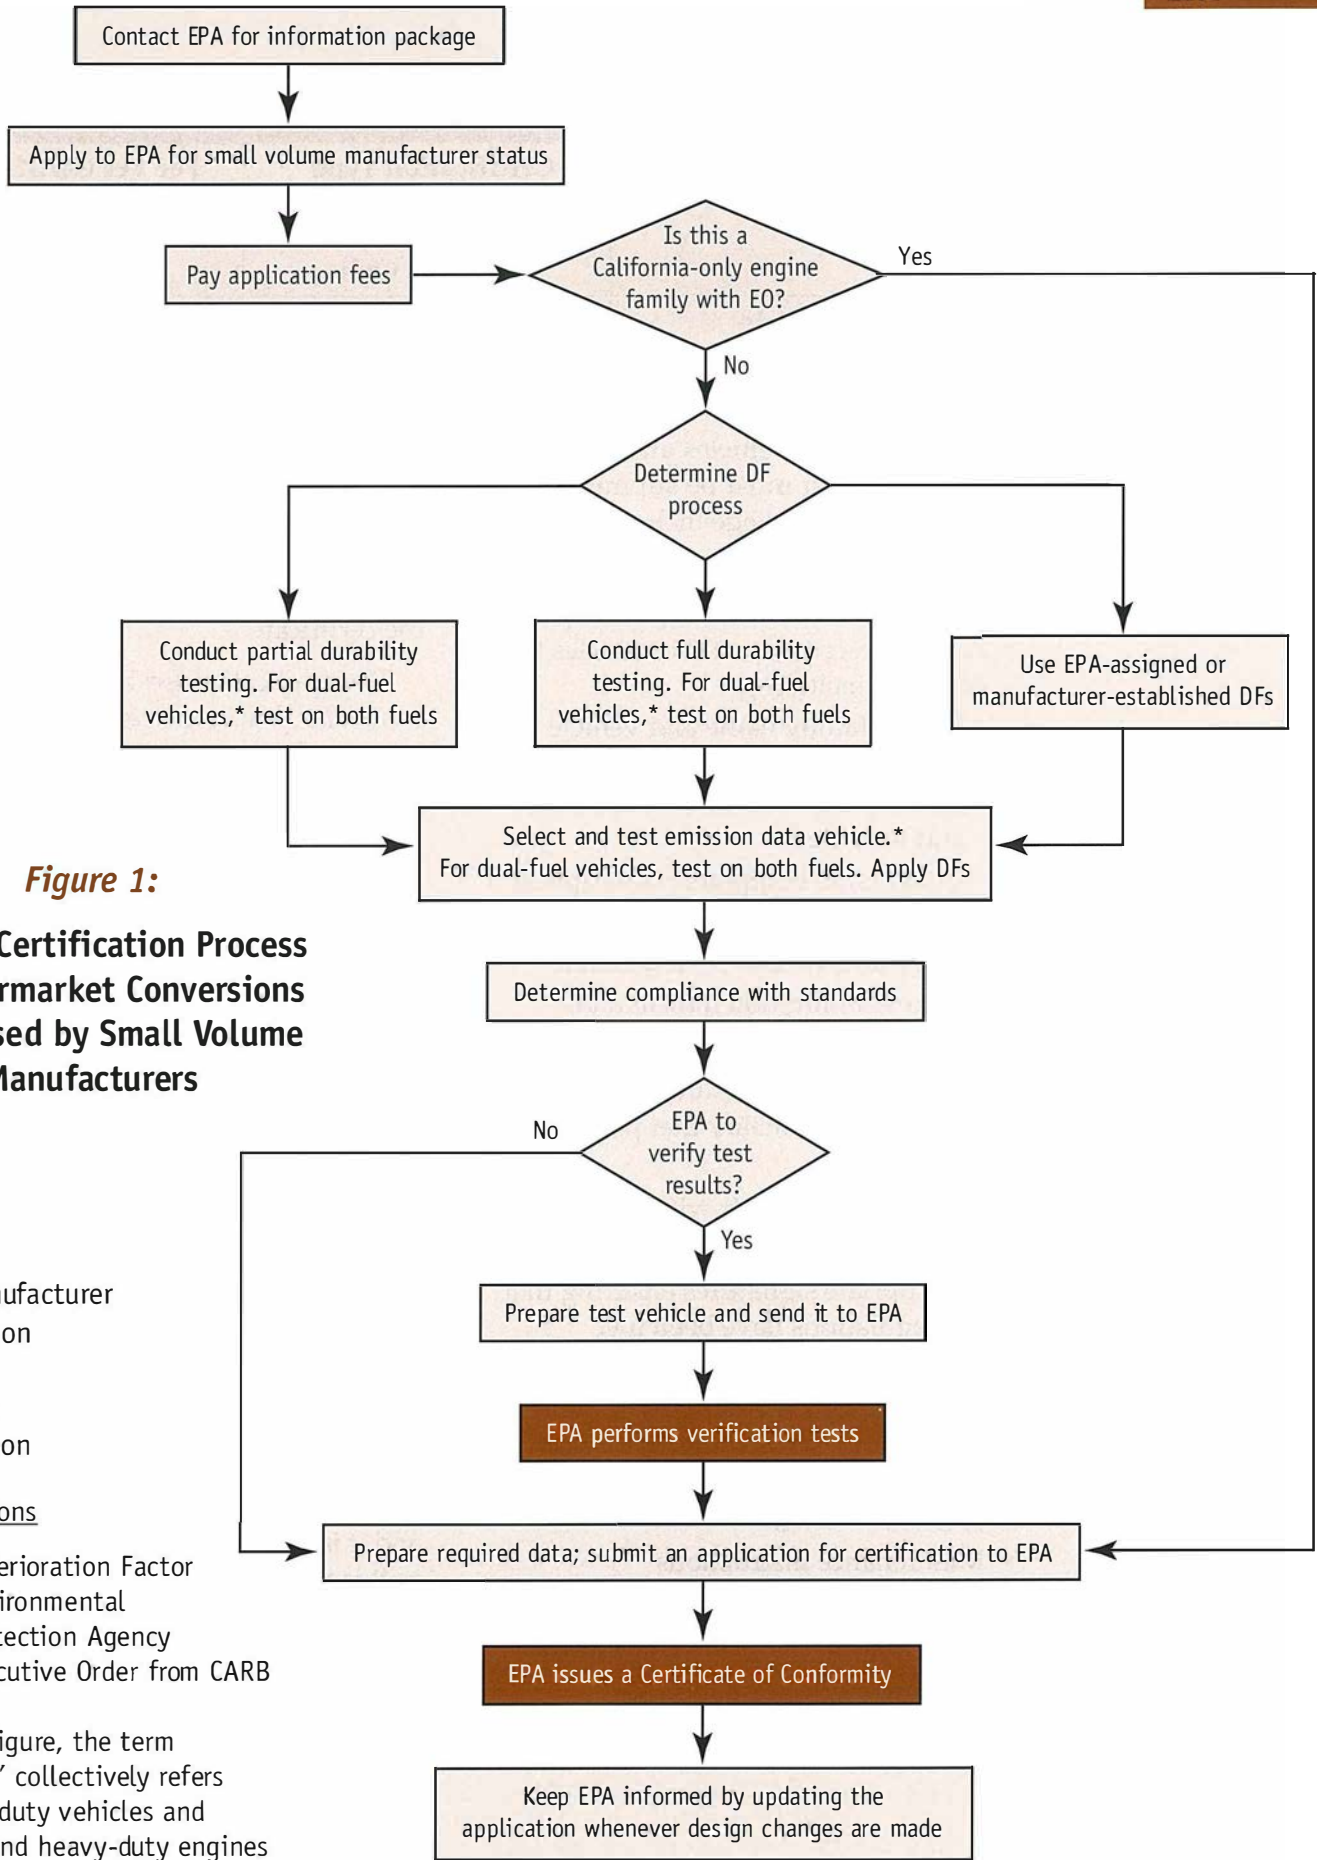 Contact EPA for information package
Apply to EPA for small volume manufacturer status
Pay application fees
Is this a
California-only engine
family with EO?
Yes
No
Determine DF
process
Conduct partial durability
testing. For dual-fuel
vehicles,* test on both fuels
Conduct full durability
testing. For dual-fuel
vehicles,* test on both fuels
Use EPA-assigned or
manufacturer-established DFs
Select and test emission data vehicle.*
For dual-fuel vehicles, test on both fuels. Apply DFs
Figure 1:
Certification Process
rmarket Conversions
sed by Small Volume
Manufacturers
Determine compliance with standards
EPA to
verify test
results?
No
Yes
Prepare test vehicle and send it to EPA
EPA performs verification tests
Prepare required data; submit an application for certification to EPA
EPA issues a Certificate of Conformity
Keep EPA informed by updating the
application whenever design changes are made
nufacturer
on
on
ons
erioration Factor
ironmental
tection Agency
cutive Order from CARB
igure, the term
" collectively refers
duty vehicles and
nd heavy-duty engines